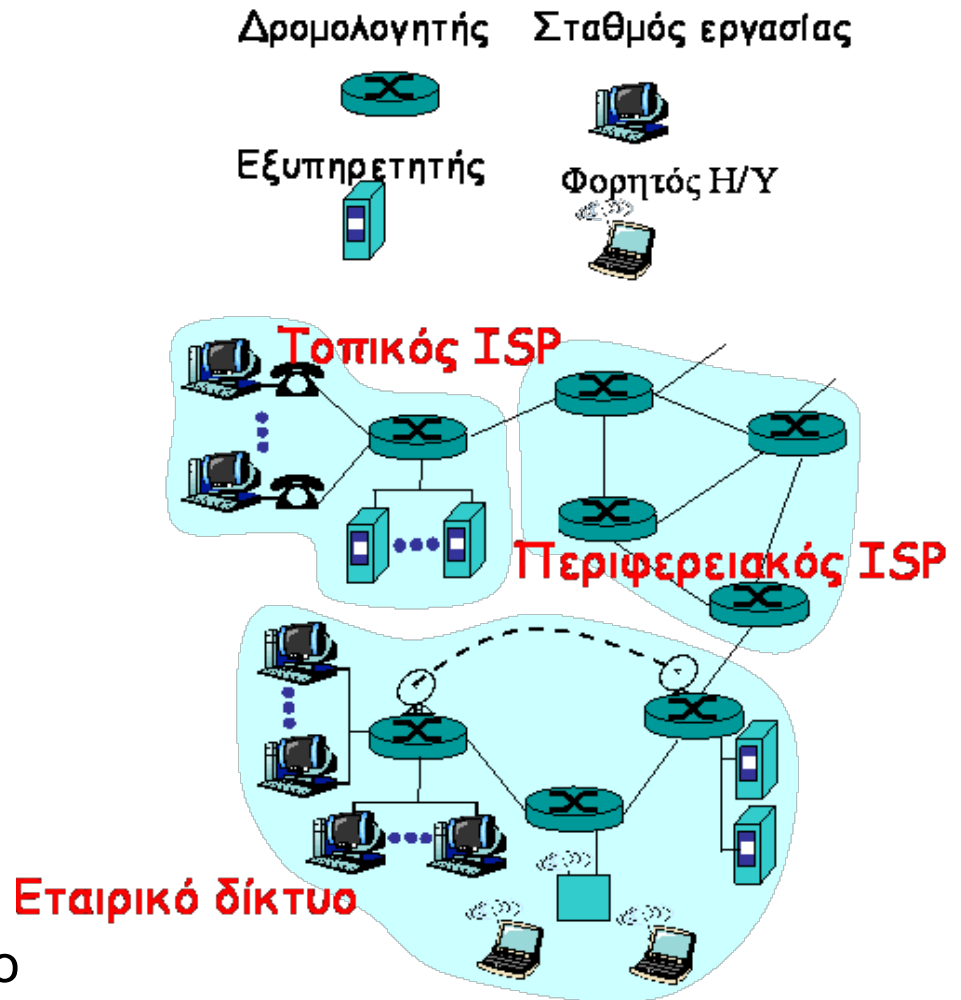 Δρομολογητής Σταθμός εργασίας
Εξυπηρετητής Φορητός Η/Υ
Τοπικός ISP
Περιφερειακός ISP
Εταιρικό δίκτυο
ο